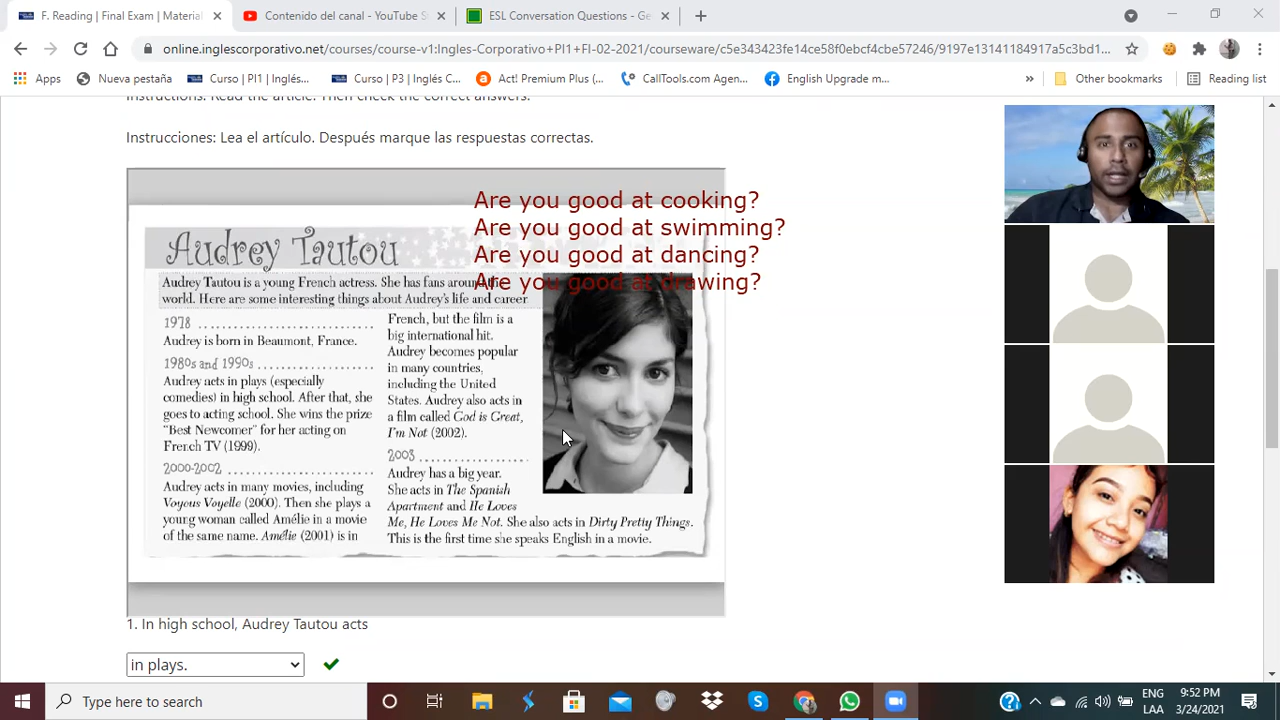 F. Reading | Final Exam | Material
Contenido del canal - YouTube S
ESL Conversation Questions - Ge
online.inglescorporativo.net/courses/course-v1:Ingles-Corporativo+PI1+FI-02-2021/courseware/c5e343423fe14ce58f0ebcf4cbe57246/9197e13141184917a5c3bd1...
Apps
Nueva pestaña
Curso | PI1 | Inglés...
Curso | P3 | Inglés C...
Act! Premium Plus (...
CallTools.com Agen...
English Upgrade m...
»
Other bookmarks
Reading list
Instructions: Read the article. Then check the correct answers.
Instrucciones: Lea el artículo. Después marque las respuestas correctas.
Are you good at cooking?
Are you good at swimming?
Are you good at dancing?
Are you good at drawing?
Audrey Tautou
Audrey Tautou is a young French actress. She has fans around the
world. Here are some interesting things about Audrey's life and career
1978
Audrey is born in Beaumont, France.
1980s and 1990s
Audrey acts in plays (especially
comedies) in high school. After that, she
goes to acting school. She wins the prize
"Best Newcomer" for her acting on
French TV (1999).
2000-2002
Audrey acts in many movies, including
Voyous Voyelle (2000). Then she plays a
young woman called Amélie in a movie
of the same name. Amélie (2001) is in
French, but the film is a
big international hit.
Audrey becomes popular
in many countries,
including the United
States. Audrey also acts in
a film called God is Great,
I'm Not (2002).
2003
Audrey has a big year.
She acts in The Spanish
Apartment and He Loves
Me, He Loves Me Not. She also acts in Dirty Pretty Things.
This is the first time she speaks English in a movie.
1. In high school, Audrey Tautou acts
in plays.
Type here to search
ENG
LAA
9:52 PM
3/24/2021